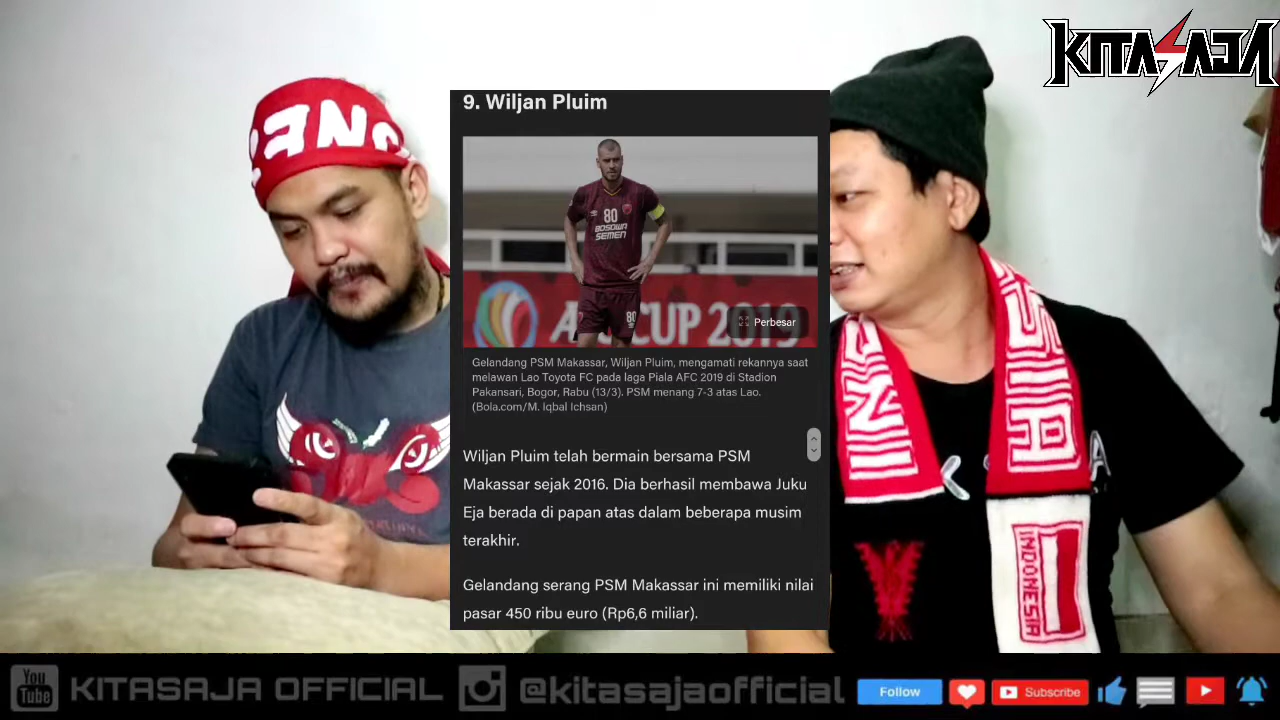 KITASAJA
9. Wiljan Pluim
80
BOSOWA
SEMEN
80
CUP 2019
Perbesar
Gelandang PSM Makassar, Wiljan Pluim, mengamati rekannya saat
melawan Lao Toyota FC pada laga Piala AFC 2019 di Stadion
Pakansari, Bogor, Rabu (13/3). PSM menang 7-3 atas Lao.
(Bola.com/M. Iqbal Ichsan)
Wiljan Pluim telah bermain bersama PSM
Makassar sejak 2016. Dia berhasil membawa Juku
Eja berada di papan atas dalam beberapa musim
terakhir.
Gelandang serang PSM Makassar ini memiliki nilai
pasar 450 ribu euro (Rp6,6 miliar).
INDONESIA
You
Tube
KITASAJA OFFICIAL
@kitasajaofficial
Follow
Subscribe